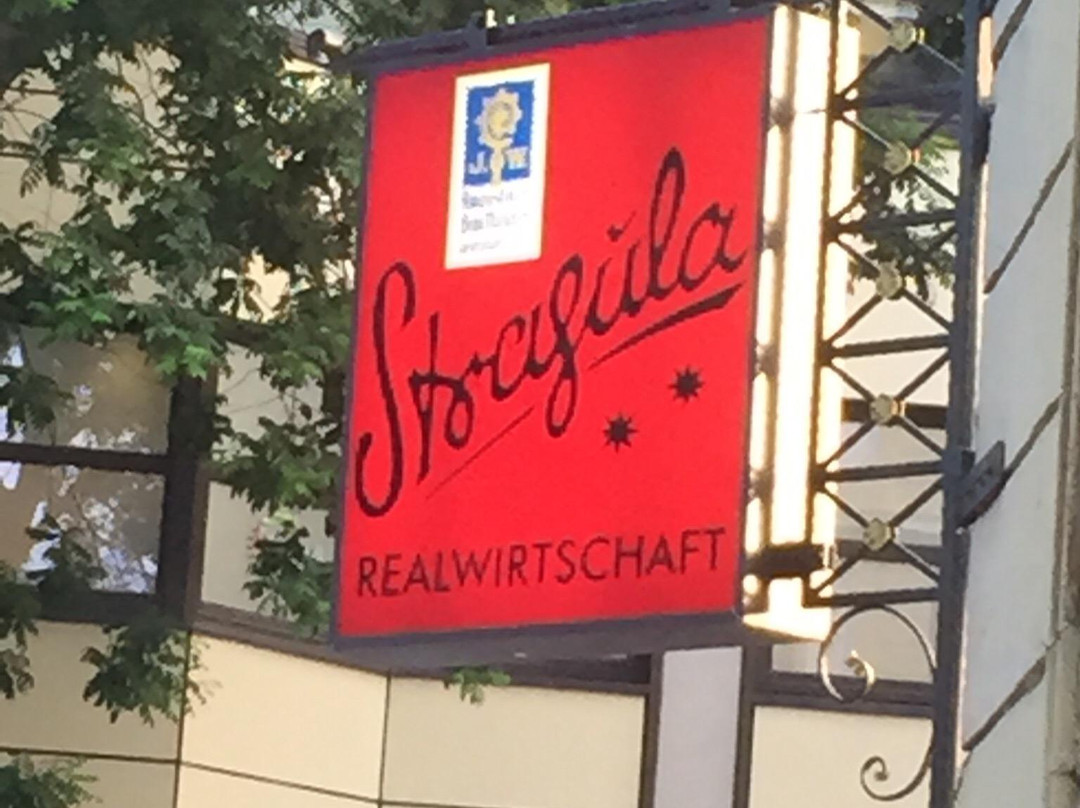 J. W.
Stragula
REALWIRTSCHAFT